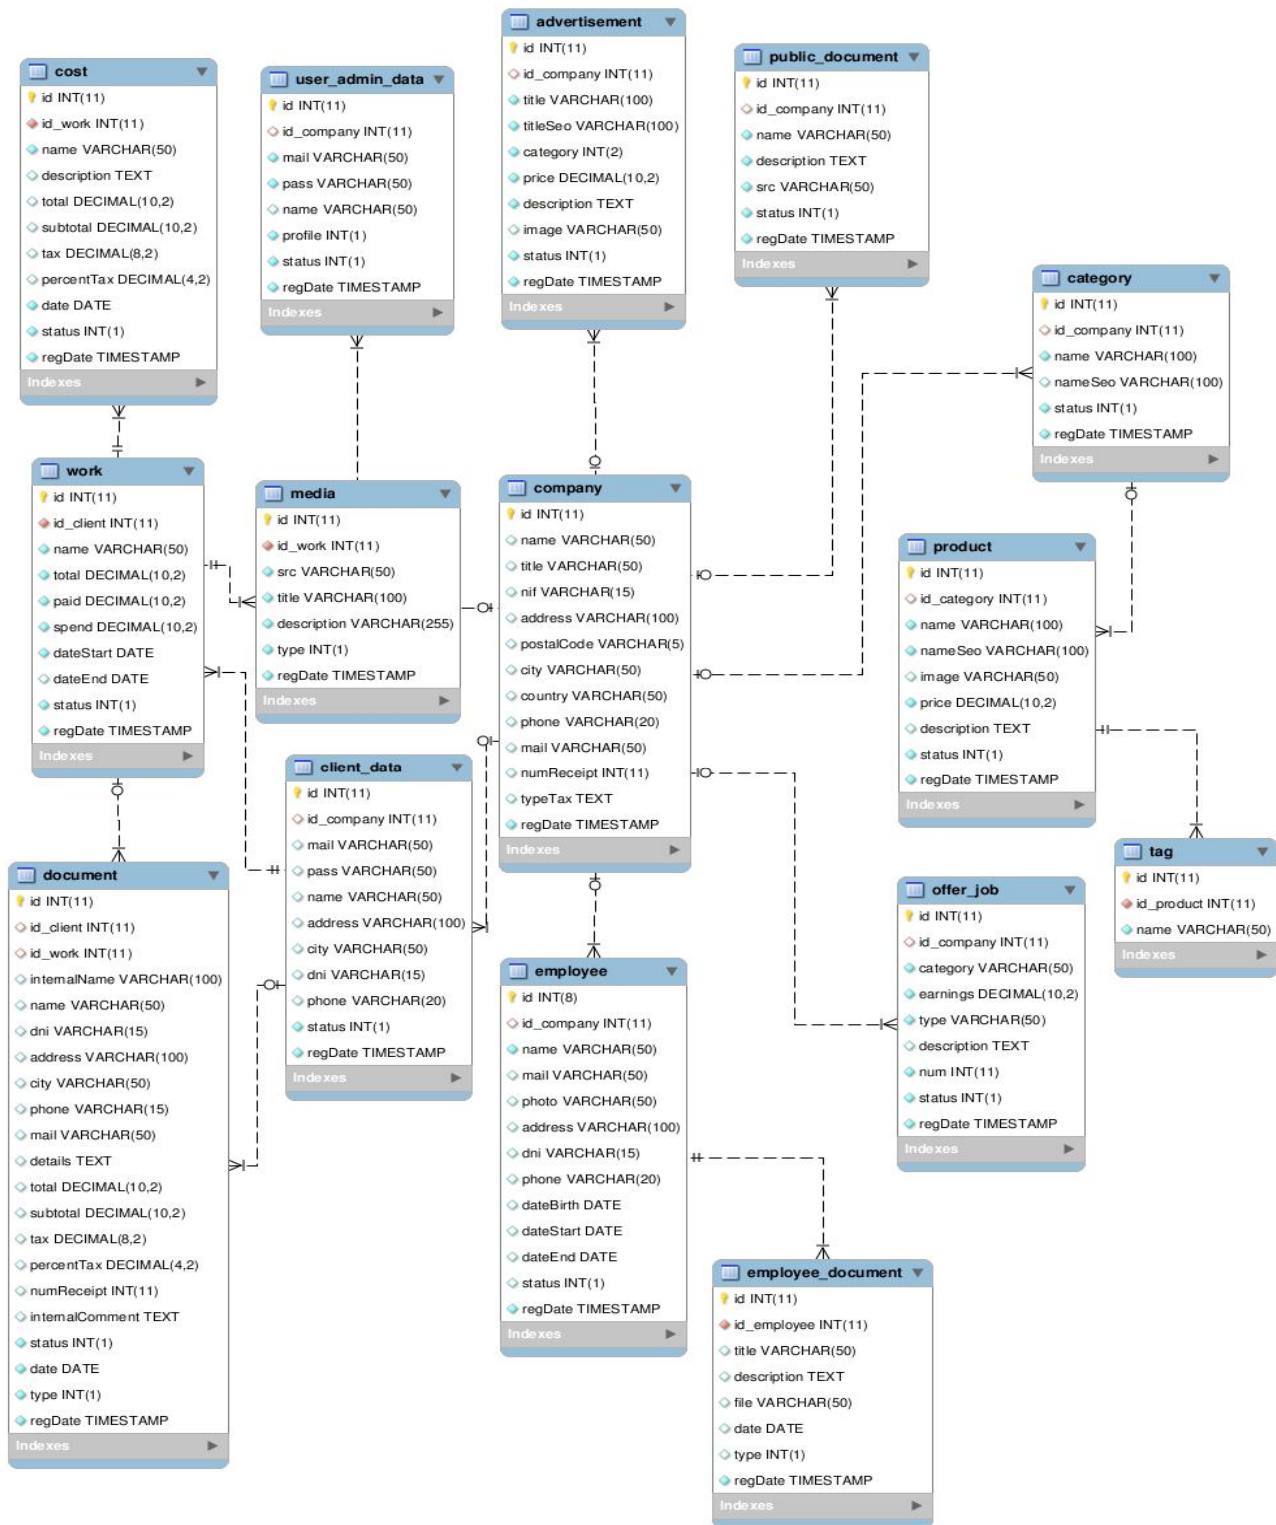 cost
id INT(11)
id_work INT(11)
name VARCHAR(50)
description TEXT
total DECIMAL(10,2)
subtotal DECIMAL(10,2)
tax DECIMAL(8,2)
percentTax DECIMAL(4,2)
date DATE
status INT(1)
regDate TIMESTAMP
Indexes
user_admin_data
id INT(11)
id_company INT(11)
mail VARCHAR(50)
pass VARCHAR(50)
name VARCHAR(50)
profile INT(1)
status INT(1)
regDate TIMESTAMP
Indexes
advertisement
id INT(11)
id_company INT(11)
title VARCHAR(100)
titleSeo VARCHAR(100)
category INT(2)
price DECIMAL(10,2)
description TEXT
image VARCHAR(50)
status INT(1)
regDate TIMESTAMP
Indexes
public_document
id INT(11)
id_company INT(11)
name VARCHAR(50)
description TEXT
src VARCHAR(50)
status INT(1)
regDate TIMESTAMP
Indexes
category
id INT(11)
id_company INT(11)
name VARCHAR(100)
nameSeo VARCHAR(100)
status INT(1)
regDate TIMESTAMP
Indexes
work
id INT(11)
id_client INT(11)
name VARCHAR(50)
total DECIMAL(10,2)
paid DECIMAL(10,2)
spend DECIMAL(10,2)
dateStart DATE
dateEnd DATE
status INT(1)
regDate TIMESTAMP
Indexes
media
id INT(11)
id_work INT(11)
src VARCHAR(50)
title VARCHAR(100)
description VARCHAR(255)
type INT(1)
regDate TIMESTAMP
Indexes
company
id INT(11)
name VARCHAR(50)
title VARCHAR(50)
nif VARCHAR(15)
address VARCHAR(100)
postalCode VARCHAR(5)
city VARCHAR(50)
country VARCHAR(50)
phone VARCHAR(20)
mail VARCHAR(50)
numReceipt INT(11)
typeTax TEXT
regDate TIMESTAMP
Indexes
product
id INT(11)
id_category INT(11)
name VARCHAR(100)
nameSeo VARCHAR(100)
image VARCHAR(50)
price DECIMAL(10,2)
description TEXT
status INT(1)
regDate TIMESTAMP
Indexes
client_data
id INT(11)
id_company INT(11)
mail VARCHAR(50)
pass VARCHAR(50)
name VARCHAR(50)
address VARCHAR(100)
city VARCHAR(50)
dni VARCHAR(15)
phone VARCHAR(20)
status INT(1)
regDate TIMESTAMP
Indexes
tag
id INT(11)
id_product INT(11)
name VARCHAR(50)
Indexes
document
id INT(11)
id_client INT(11)
id_work INT(11)
internalName VARCHAR(100)
name VARCHAR(50)
dni VARCHAR(15)
address VARCHAR(100)
city VARCHAR(50)
phone VARCHAR(15)
mail VARCHAR(50)
details TEXT
total DECIMAL(10,2)
subtotal DECIMAL(10,2)
tax DECIMAL(8,2)
percentTax DECIMAL(4,2)
numReceipt INT(11)
internalComment TEXT
status INT(1)
date DATE
type INT(1)
regDate TIMESTAMP
Indexes
employee
id INT(8)
id_company INT(11)
name VARCHAR(50)
mail VARCHAR(50)
photo VARCHAR(50)
address VARCHAR(100)
dni VARCHAR(15)
phone VARCHAR(20)
dateBirth DATE
dateStart DATE
dateEnd DATE
status INT(1)
regDate TIMESTAMP
Indexes
offer_job
id INT(11)
id_company INT(11)
category VARCHAR(50)
earnings DECIMAL(10,2)
type VARCHAR(50)
description TEXT
num INT(11)
status INT(1)
regDate TIMESTAMP
Indexes
employee_document
id INT(11)
id_employee INT(11)
title VARCHAR(50)
description TEXT
file VARCHAR(50)
date DATE
type INT(1)
regDate TIMESTAMP
Indexes